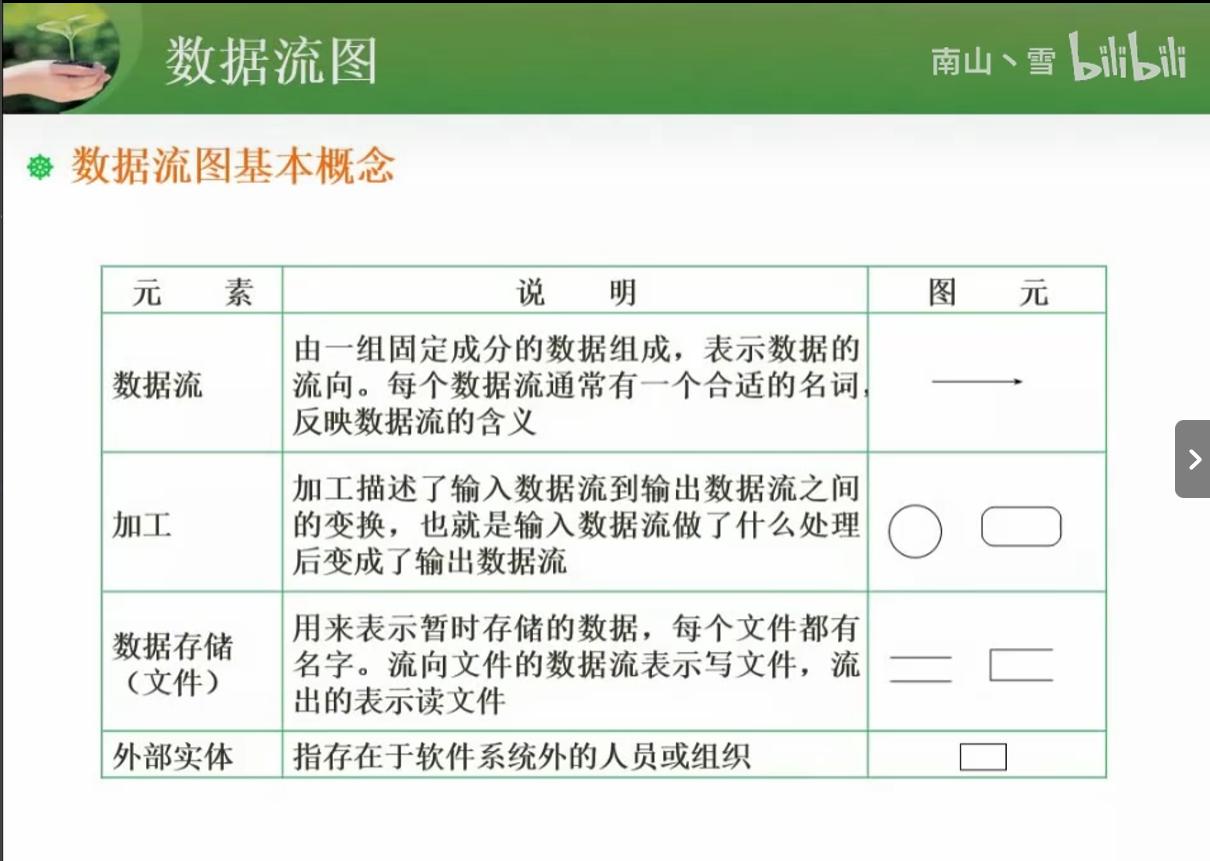 数据流图
南山丶雪 bilibili
数据流图基本概念
元 素 说 明 图 元
数据流
由一组固定成分的数据组成，表示数据的
流向。每个数据流通常有一个合适的名词，
反映数据流的含义
加工
加工描述了输入数据流到输出数据流之间
的变换，也就是输入数据流做了什么处理
后变成了输出数据流
数据存储
（文件）
用来表示暂时存储的数据，每个文件都有
名字。流向文件的数据流表示写文件，流
出的表示读文件
外部实体
指存在于软件系统外的人员或组织